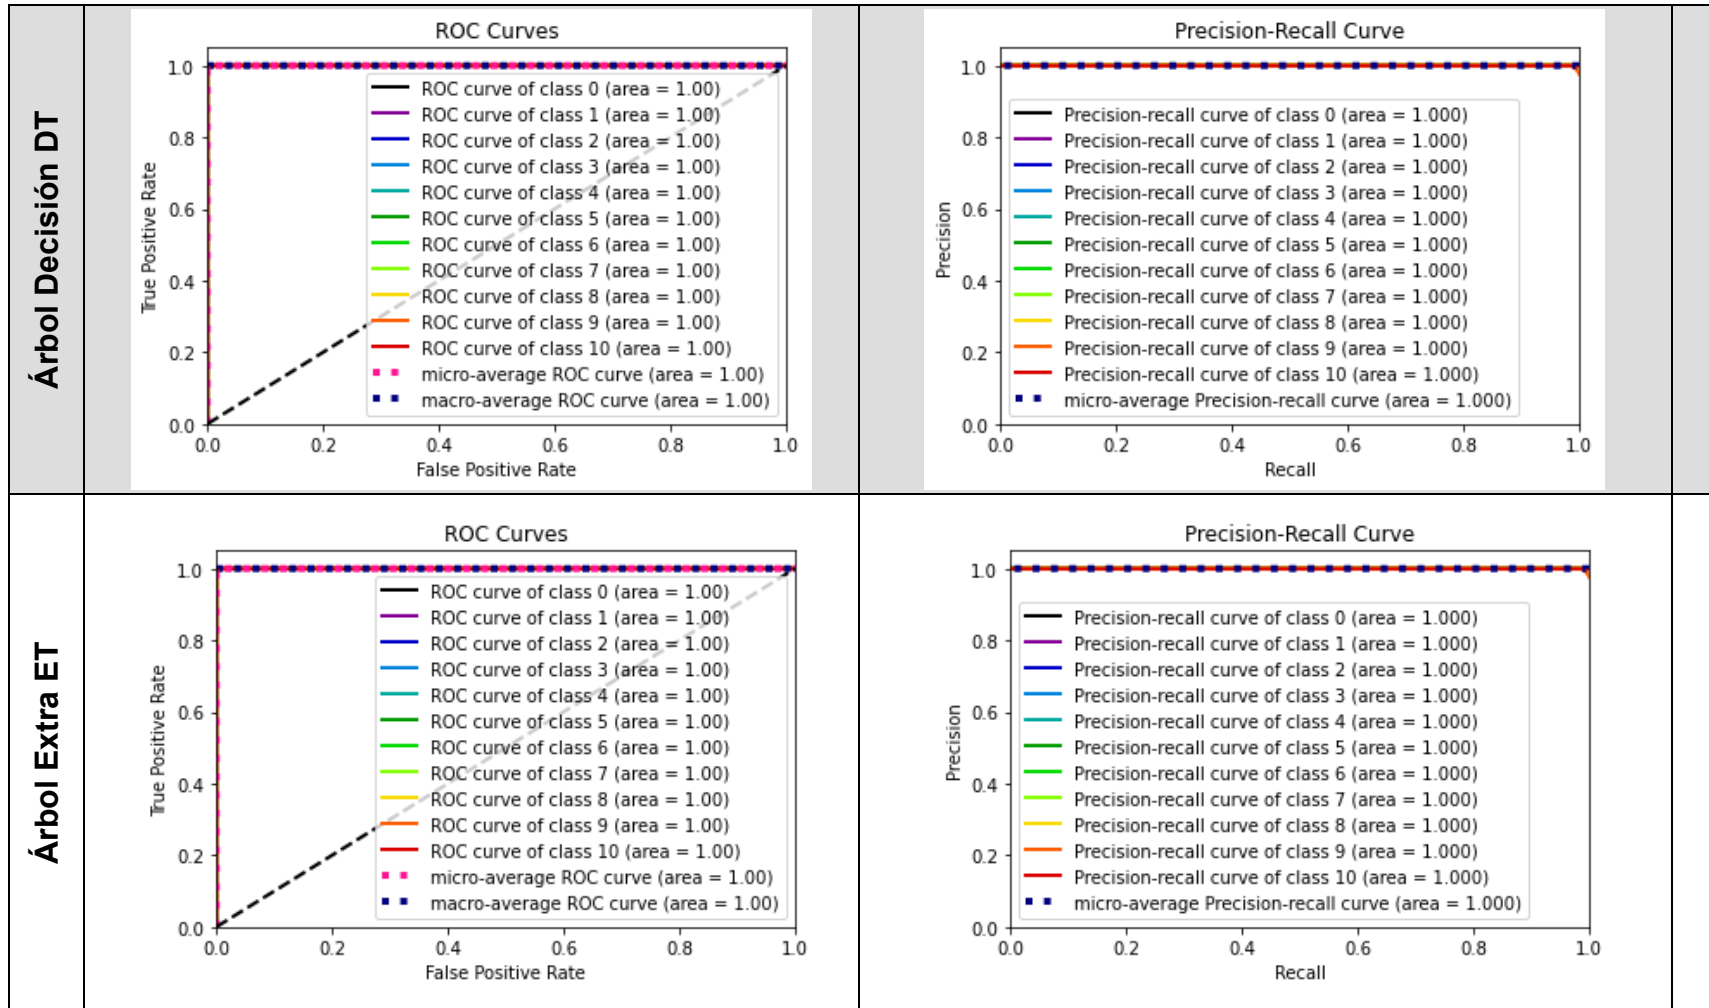 Árbol Decisión DT
ROC Curves
True Positive Rate
1.0
0.8
0.6
0.4
0.2
0.0
ROC curve of class 0 (area = 1.00)
ROC curve of class 1 (area = 1.00)
ROC curve of class 2 (area = 1.00)
ROC curve of class 3 (area = 1.00)
ROC curve of class 4 (area = 1.00)
ROC curve of class 5 (area = 1.00)
ROC curve of class 6 (area = 1.00)
ROC curve of class 7 (area = 1.00)
ROC curve of class 8 (area = 1.00)
ROC curve of class 9 (area = 1.00)
ROC curve of class 10 (area = 1.00)
micro-average ROC curve (area = 1.00)
macro-average ROC curve (area = 1.00)
0.0 0.2 0.4 0.6 0.8 1.0
False Positive Rate
Precision-Recall Curve
Precision
1.0
0.8
0.6
0.4
0.2
0.0
Precision-recall curve of class 0 (area = 1.000)
Precision-recall curve of class 1 (area = 1.000)
Precision-recall curve of class 2 (area = 1.000)
Precision-recall curve of class 3 (area = 1.000)
Precision-recall curve of class 4 (area = 1.000)
Precision-recall curve of class 5 (area = 1.000)
Precision-recall curve of class 6 (area = 1.000)
Precision-recall curve of class 7 (area = 1.000)
Precision-recall curve of class 8 (area = 1.000)
Precision-recall curve of class 9 (area = 1.000)
Precision-recall curve of class 10 (area = 1.000)
micro-average Precision-recall curve (area = 1.000)
0.0 0.2 0.4 0.6 0.8 1.0
Recall
Árbol Extra ET
ROC Curves
True Positive Rate
1.0
0.8
0.6
0.4
0.2
0.0
ROC curve of class 0 (area = 1.00)
ROC curve of class 1 (area = 1.00)
ROC curve of class 2 (area = 1.00)
ROC curve of class 3 (area = 1.00)
ROC curve of class 4 (area = 1.00)
ROC curve of class 5 (area = 1.00)
ROC curve of class 6 (area = 1.00)
ROC curve of class 7 (area = 1.00)
ROC curve of class 8 (area = 1.00)
ROC curve of class 9 (area = 1.00)
ROC curve of class 10 (area = 1.00)
micro-average ROC curve (area = 1.00)
macro-average ROC curve (area = 1.00)
0.0 0.2 0.4 0.6 0.8 1.0
False Positive Rate
Precision-Recall Curve
Precision
1.0
0.8
0.6
0.4
0.2
0.0
Precision-recall curve of class 0 (area = 1.000)
Precision-recall curve of class 1 (area = 1.000)
Precision-recall curve of class 2 (area = 1.000)
Precision-recall curve of class 3 (area = 1.000)
Precision-recall curve of class 4 (area = 1.000)
Precision-recall curve of class 5 (area = 1.000)
Precision-recall curve of class 6 (area = 1.000)
Precision-recall curve of class 7 (area = 1.000)
Precision-recall curve of class 8 (area = 1.000)
Precision-recall curve of class 9 (area = 1.000)
Precision-recall curve of class 10 (area = 1.000)
micro-average Precision-recall curve (area = 1.000)
0.0 0.2 0.4 0.6 0.8 1.0
Recall